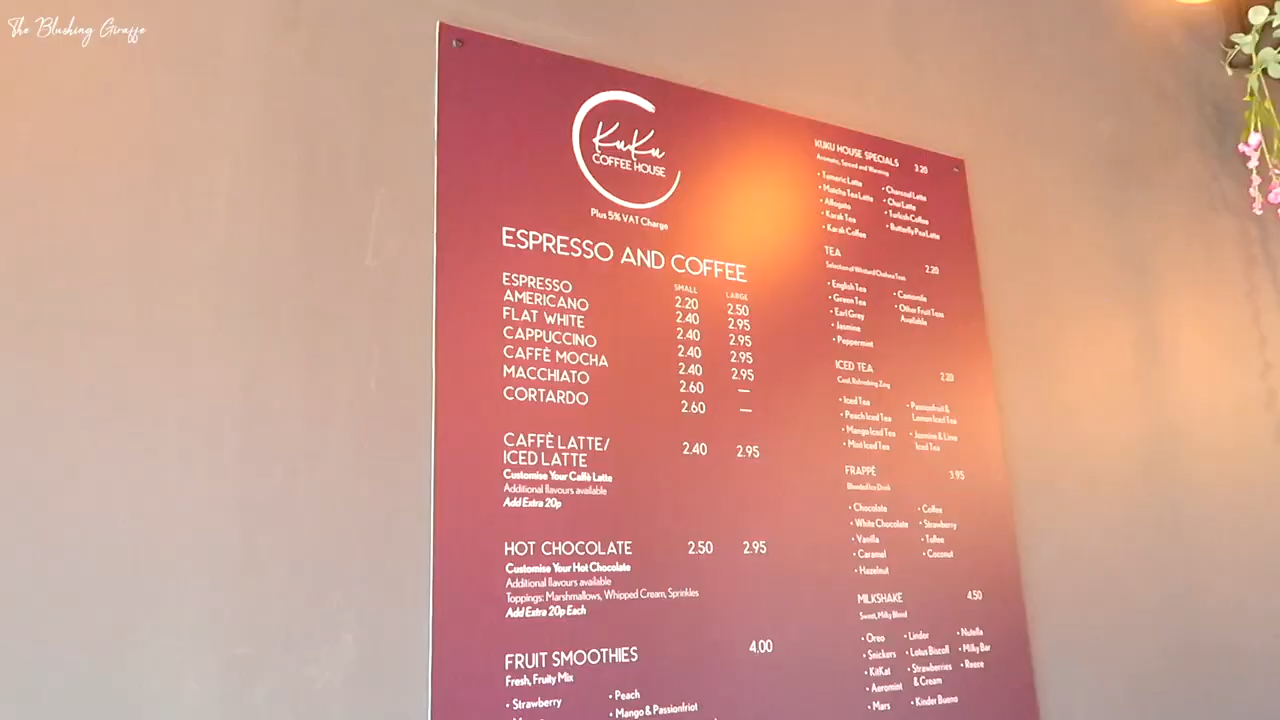 The Blushing Giraffe
KuKu
COFFEE HOUSE
Plus 5% VAT Charge
ESPRESSO AND COFFEE
SMALL LARGE
ESPRESSO 2.20 2.50
AMERICANO 2.40 2.95
FLAT WHITE 2.40 2.95
CAPPUCCINO 2.40 2.95
CAFFÈ MOCHA 2.40 2.95
MACCHIATO 2.60 —
CORTARDO 2.60 —
CAFFÈ LATTE/
ICED LATTE 2.40 2.95
Customise Your Caffè Latte
Additional flavours available
Add Extra 20p
HOT CHOCOLATE 2.50 2.95
Customise Your Hot Chocolate
Additional flavours available
Toppings: Marshmallows, Whipped Cream, Sprinkles
Add Extra 20p Each
FRUIT SMOOTHIES 4.00
Fresh, Fruity Mix
• Strawberry
• Peach
• Mango & Passionfriot
KUKU HOUSE SPECIALS 3.20
Aromatic, Spiced and Warming
• Tumeric Latte
• Matcha Tea Latte
• Affogato
• Karak Tea
• Karak Coffee
• Charcoal Latte
• Chai Latte
• Turkish Coffee
• Butterfly Pea Latte
TEA 2.20
Selection of Whittard Chelsea Teas
• English Tea
• Green Tea
• Earl Grey
• Jasmine
• Peppermint
• Camomile
• Other Fruit Teas
Available
ICED TEA 2.20
Cool, Refreshing Zing
• Iced Tea
• Peach Iced Tea
• Mango Iced Tea
• Mint Iced Tea
• Passionfruit &
Lemon Iced Tea
• Jasmine & Lime
Iced Tea
FRAPPÈ 3.95
Blended Ice Drink
• Chocolate
• White Chocolate
• Vanilla
• Caramel
• Hazelnut
• Coffee
• Strawberry
• Toffee
• Coconut
MILKSHAKE 4.50
Sweet, Milky Blend
• Oreo
• Snickers
• KitKat
• Aeromint
• Mars
• Lindor
• Lotus Biscoff
• Strawberries
& Cream
• Kinder Bueno
• Nutella
• Milky Bar
• Reese